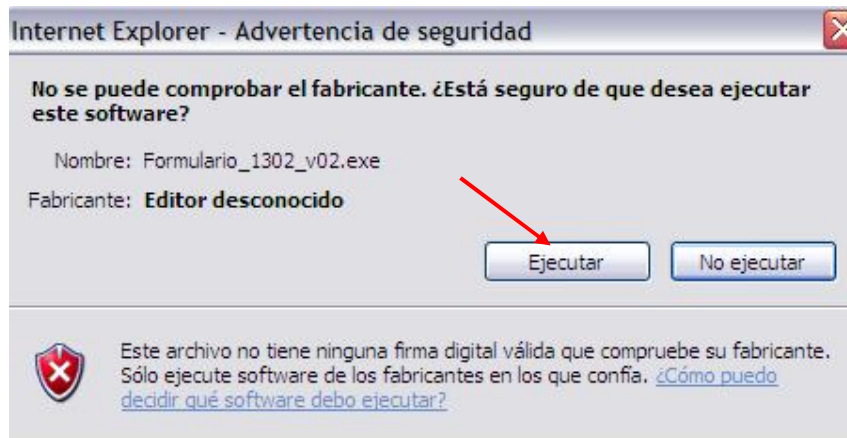 Internet Explorer - Advertencia de seguridad
No se puede comprobar el fabricante. ¿Está seguro de que desea ejecutar
este software?
Nombre: Formulario_1302_v02.exe
Fabricante: Editor desconocido
Ejecutar No ejecutar
Este archivo no tiene ninguna firma digital válida que compruebe su fabricante.
Sólo ejecute software de los fabricantes en los que confía. ¿Cómo puedo
decidir qué software debo ejecutar?